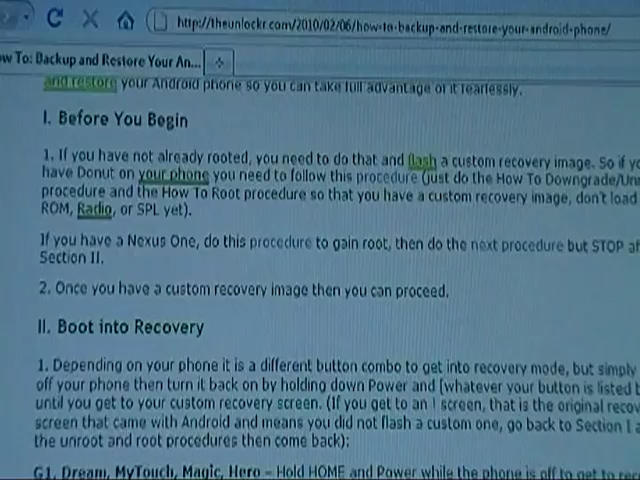 http://theunlockr.com/2010/02/06/how-to-backup-and-restore-your-android-phone/
ow To: Backup and Restore Your An...
and restore your Android phone so you can take full advantage of it fearlessly.
I. Before You Begin
1. If you have not already rooted, you need to do that and flash a custom recovery image. So if yo
have Donut on your phone you need to follow this procedure (just do the How To Downgrade/Unr
procedure and the How To Root procedure so that you have a custom recovery image, don't load
ROM, Radio, or SPL yet).
If you have a Nexus One, do this procedure to gain root, then do the next procedure but STOP af
Section II.
2. Once you have a custom recovery image then you can proceed.
II. Boot into Recovery
1. Depending on your phone it is a different button combo to get into recovery mode, but simply
off your phone then turn it back on by holding down Power and [whatever your button is listed b
until you get to your custom recovery screen. (If you get to an ! screen, that is the original recov
screen that came with Android and means you did not flash a custom one, go back to Section I a
the unroot and root procedures then come back):
G1, Dream, MyTouch, Magic, Hero – Hold HOME and Power while the phone is off to get to rec